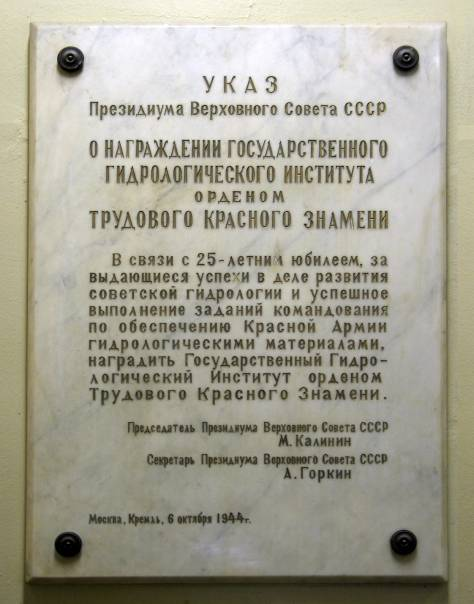 УКАЗ
Президиума Верховного Совета СССР
О НАГРАЖДЕНИИ ГОСУДАРСТВЕННОГО
ГИДРОЛОГИЧЕСКОГО ИНСТИТУТА
ОРДЕНОМ
ТРУДОВОГО КРАСНОГО ЗНАМЕНИ
В связи с 25-летним юбилеем, за
выдающиеся успехи в деле развития
советской гидрологии и успешное
выполнение заданий командования
по обеспечению Красной Армии
гидрологическими материалами,
наградить Государственный Гидро-
логический Институт орденом
Трудового Красного Знамени.
Председатель Президиума Верховного Совета СССР
М. Калинин
Секретарь Президиума Верховного Совета СССР
А. Горкин
Москва, Кремль, 6 октября 1944г.